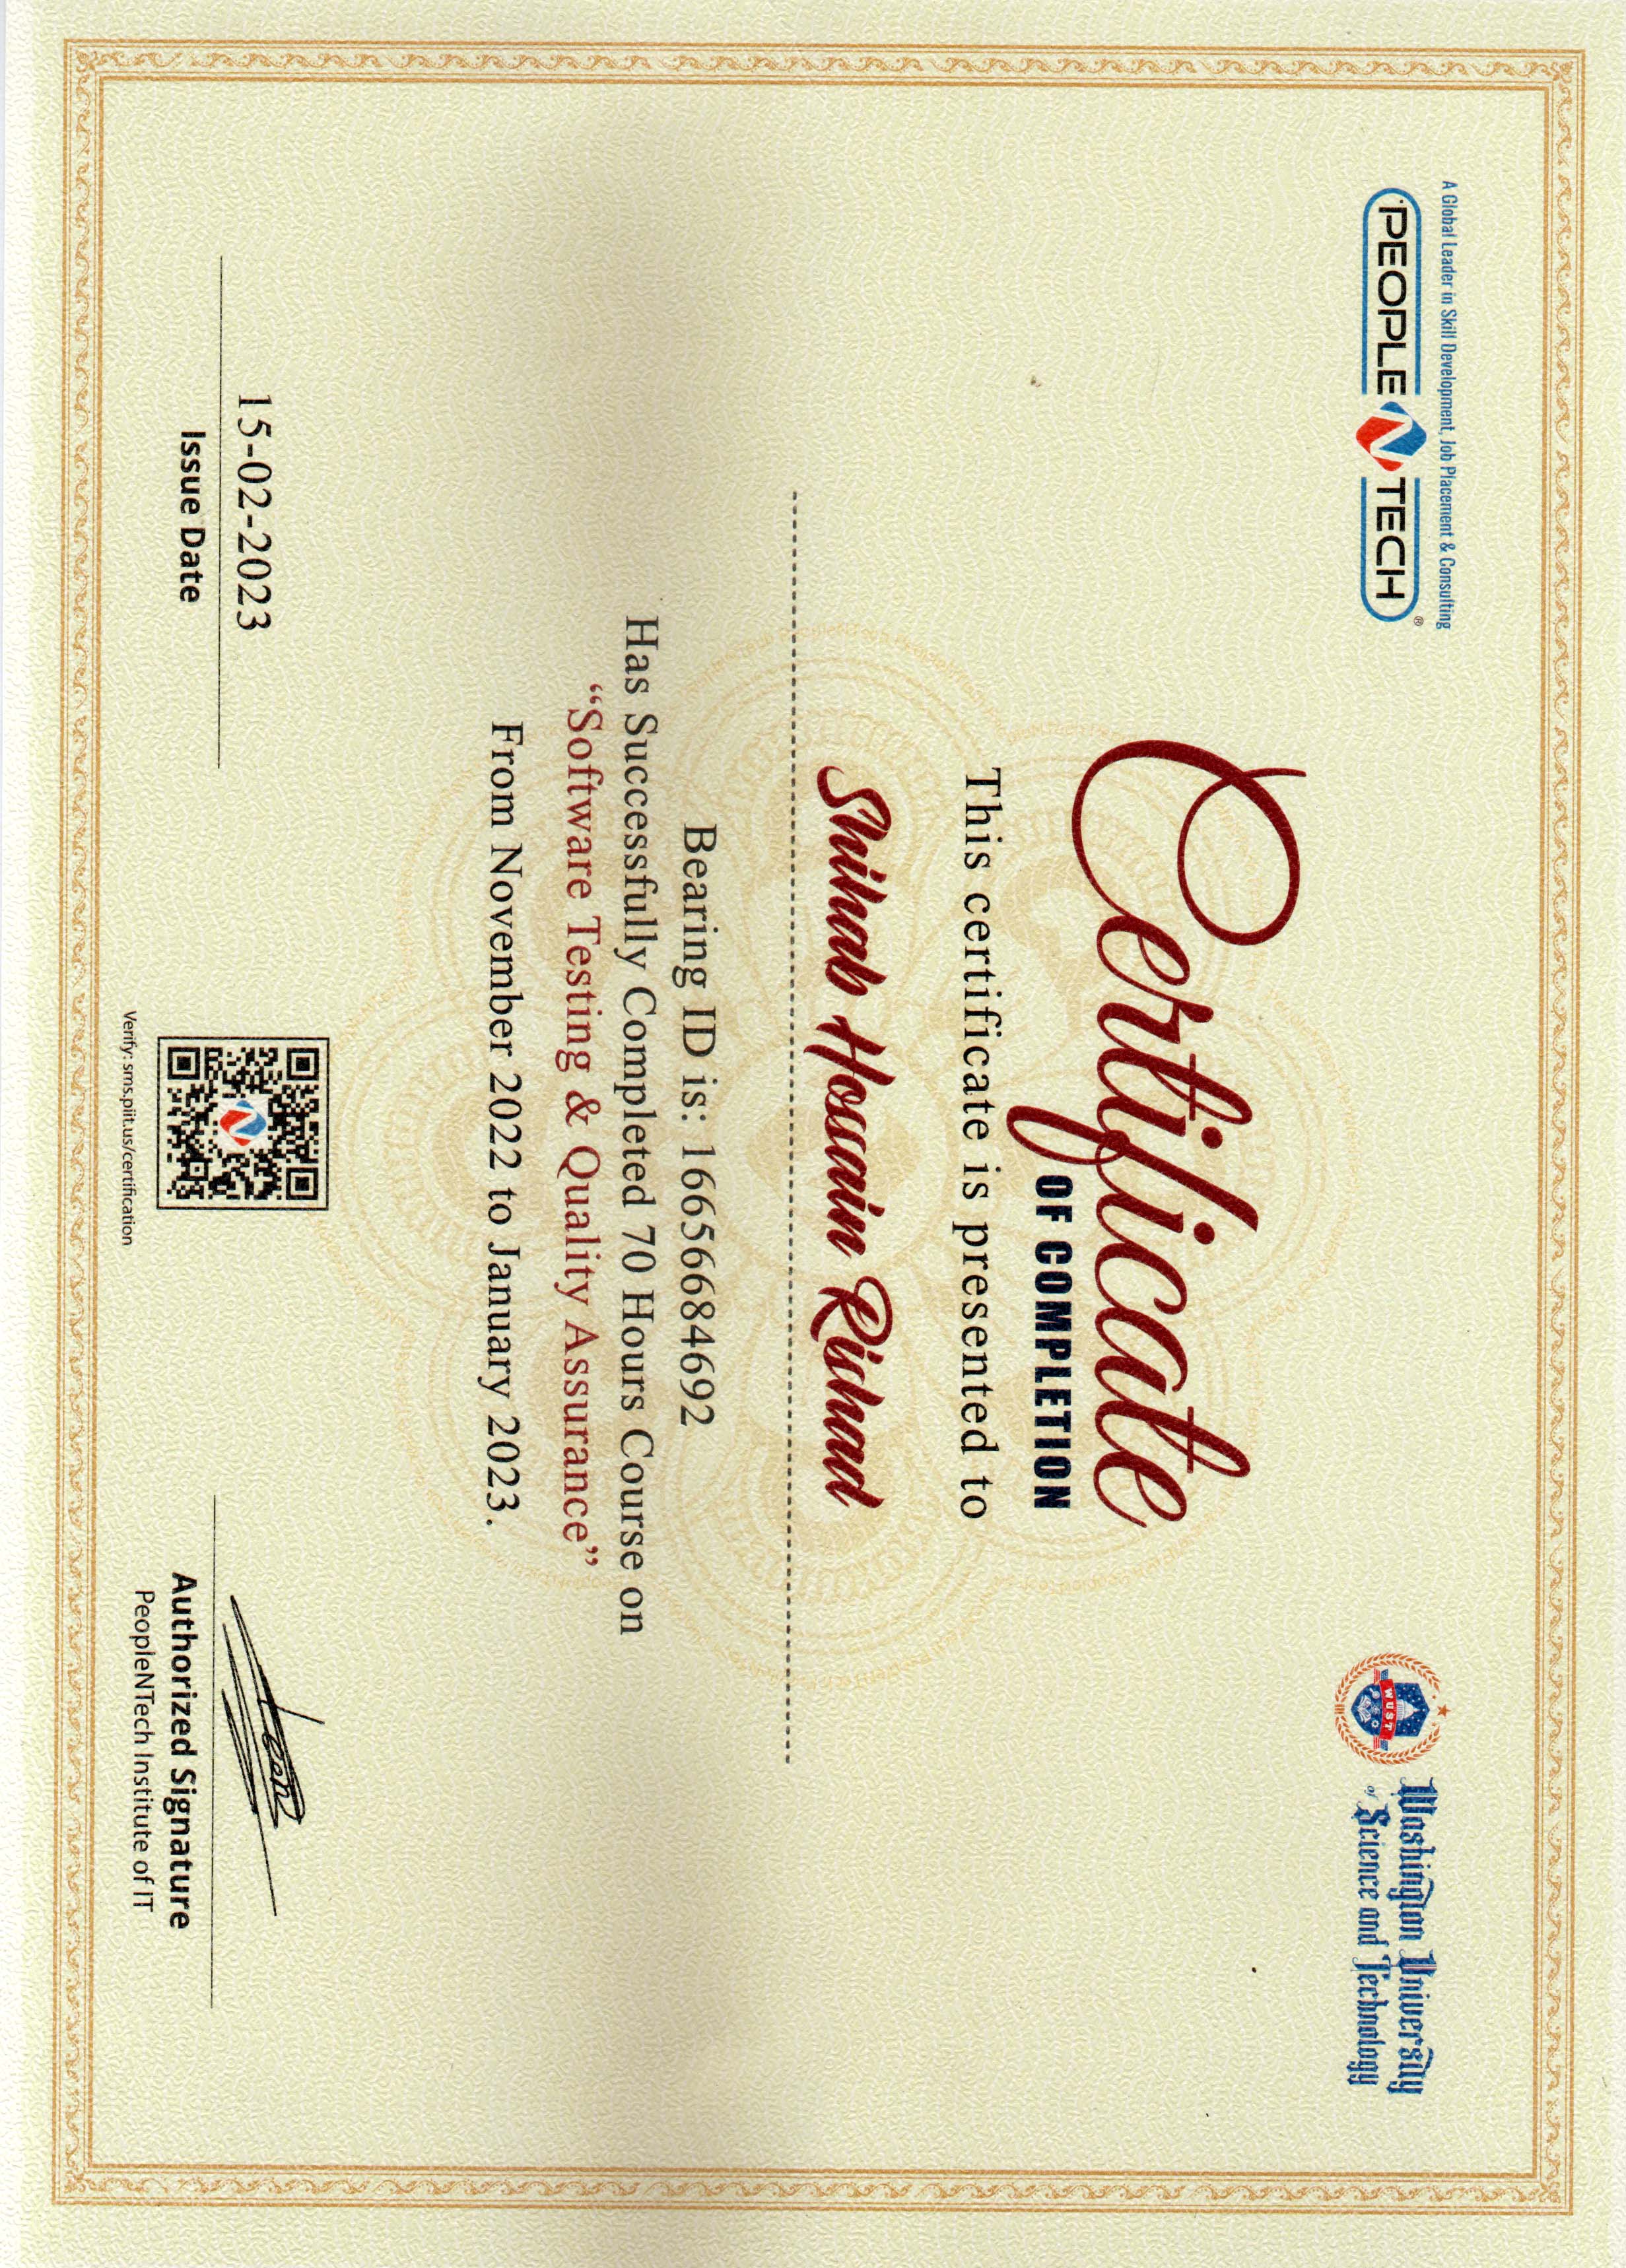 A Global Leader in Skill Development, Job Placement & Consulting
PEOPLE N TECH ®
WUST
Washington University
of Science and Technology
Certificate
OF COMPLETION
This certificate is presented to
Shihab Hossain Rishad
Bearing ID is: 16656684692
Has Successfully Completed 70 Hours Course on
“Software Testing & Quality Assurance”
From November 2022 to January 2023.
15-02-2023
Issue Date
Verify: sms.piit.us/certification
Authorized Signature
PeopleNTech Institute of IT